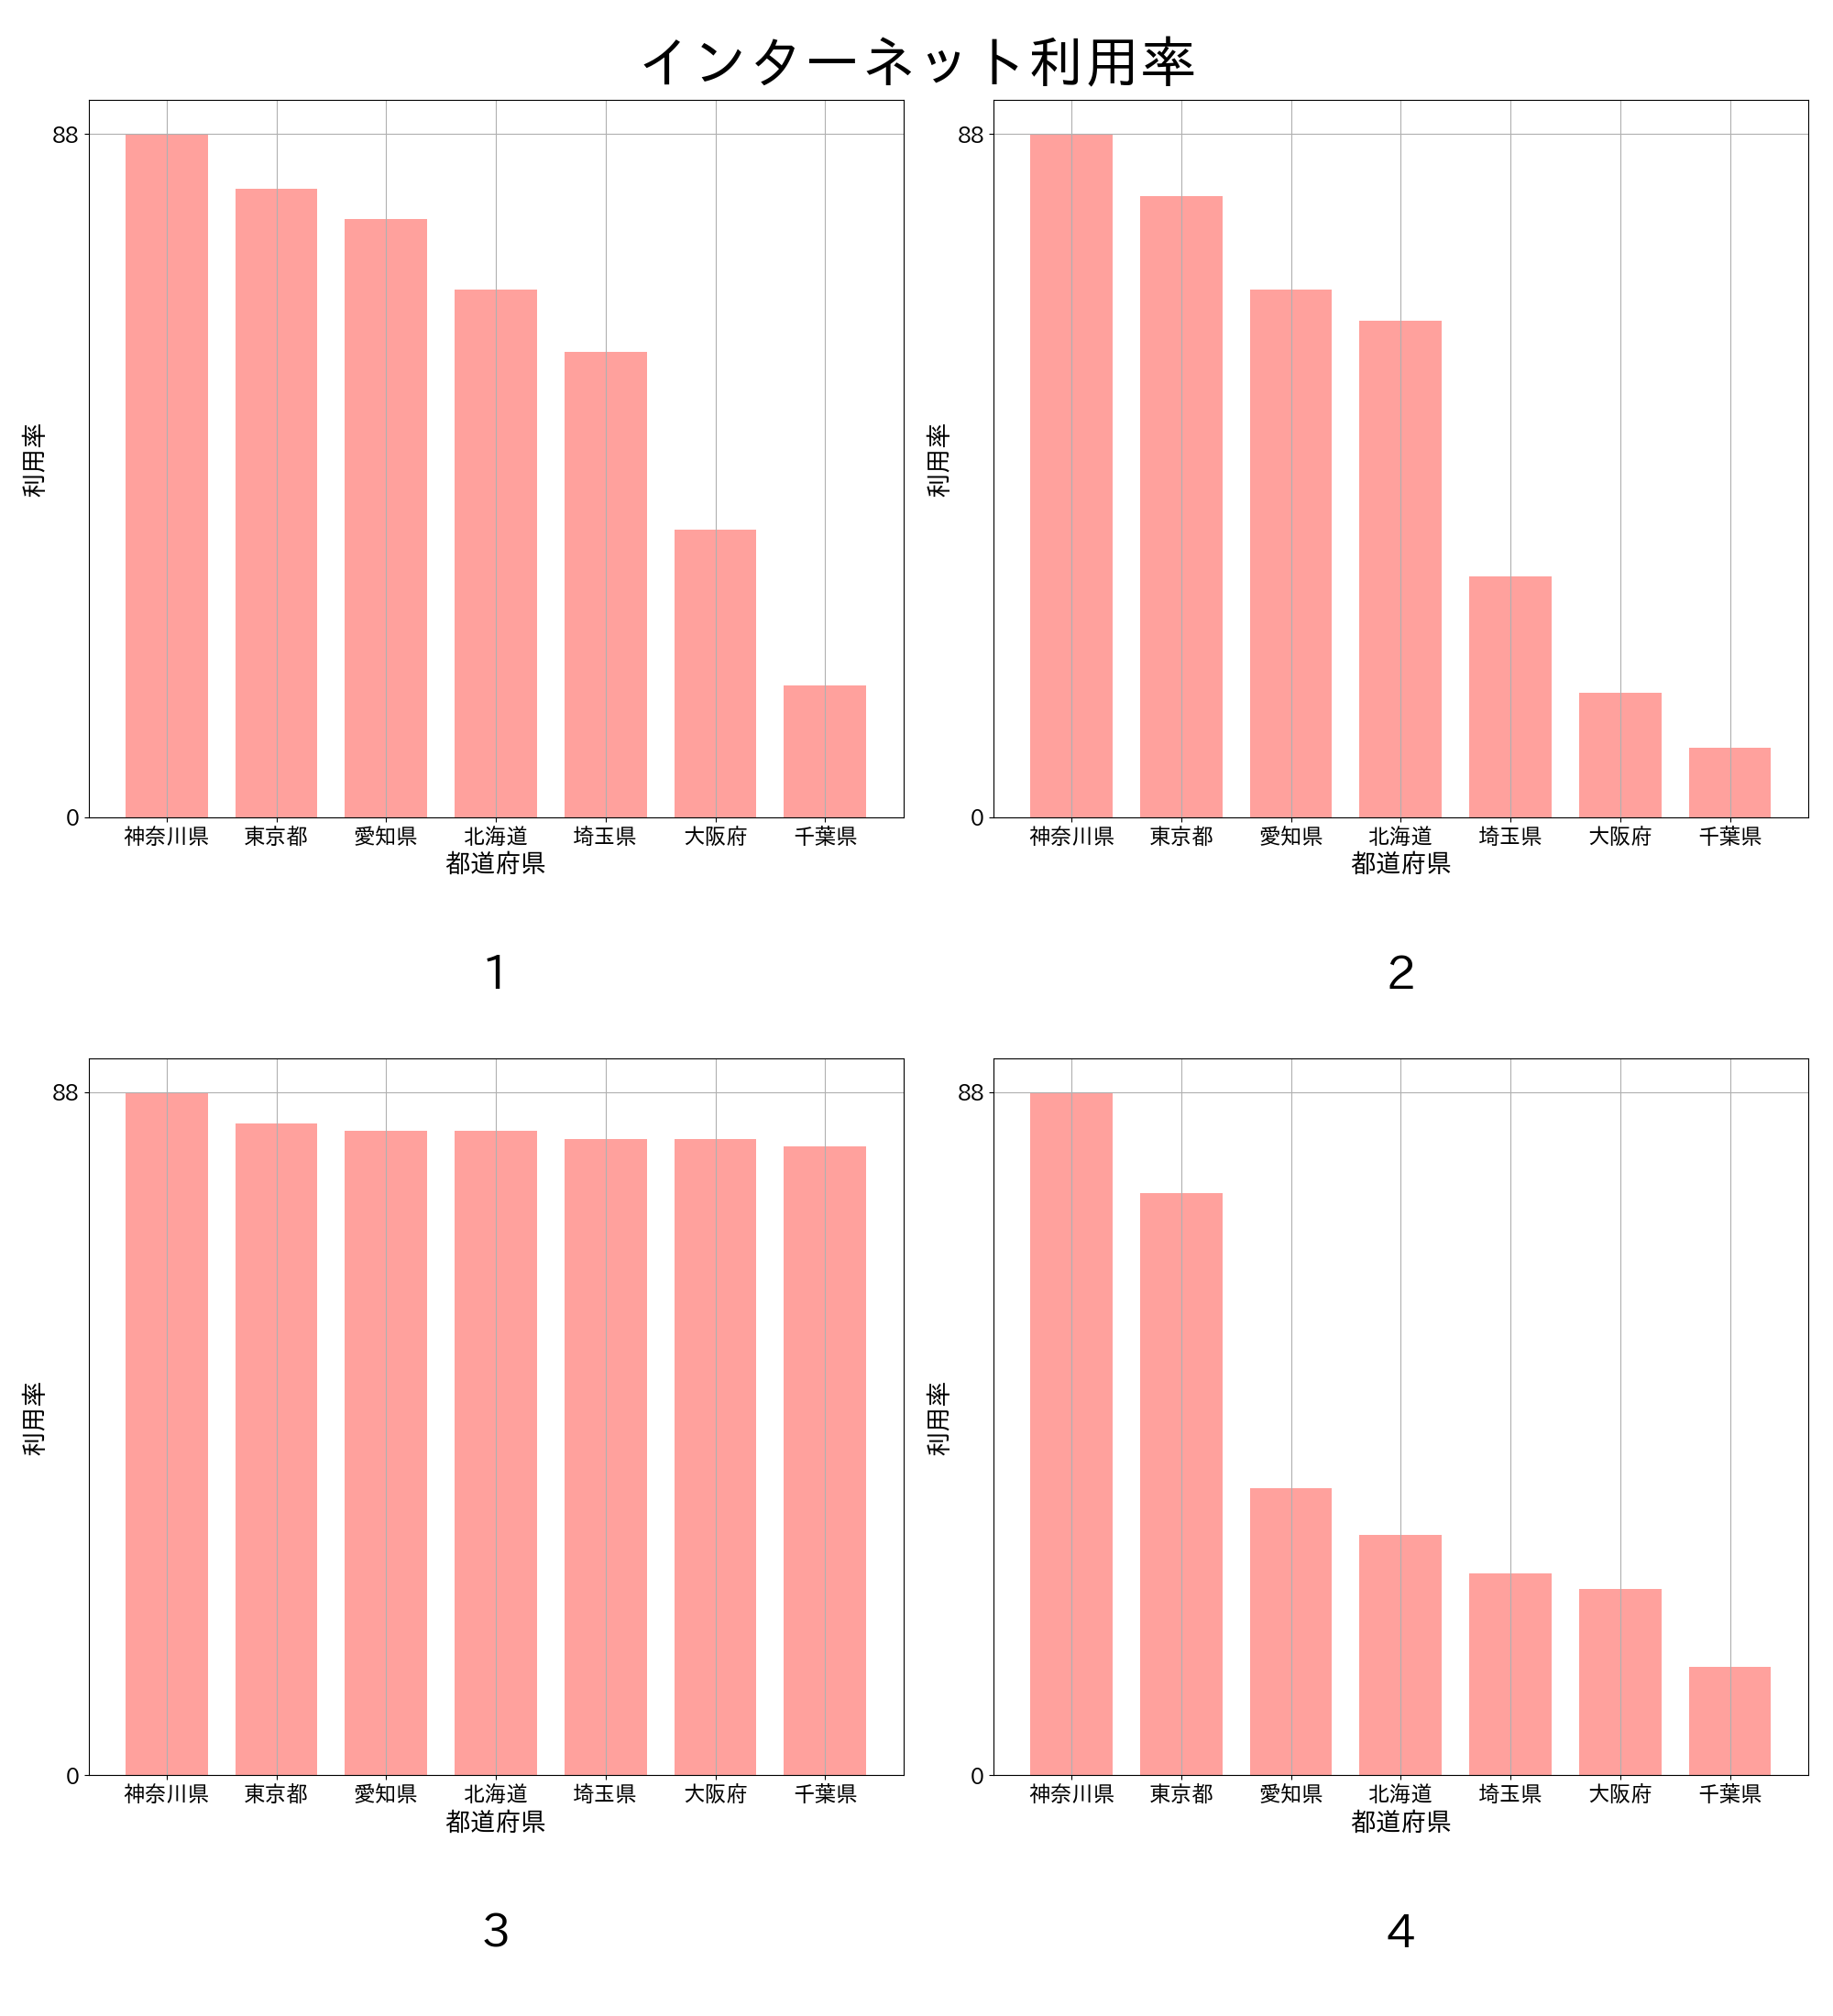 インターネット利用率
88
0
利用率
神奈川県 東京都 愛知県 北海道 埼玉県 大阪府 千葉県
都道府県
1
88
0
利用率
神奈川県 東京都 愛知県 北海道 埼玉県 大阪府 千葉県
都道府県
2
88
0
利用率
神奈川県 東京都 愛知県 北海道 埼玉県 大阪府 千葉県
都道府県
3
88
0
利用率
神奈川県 東京都 愛知県 北海道 埼玉県 大阪府 千葉県
都道府県
4